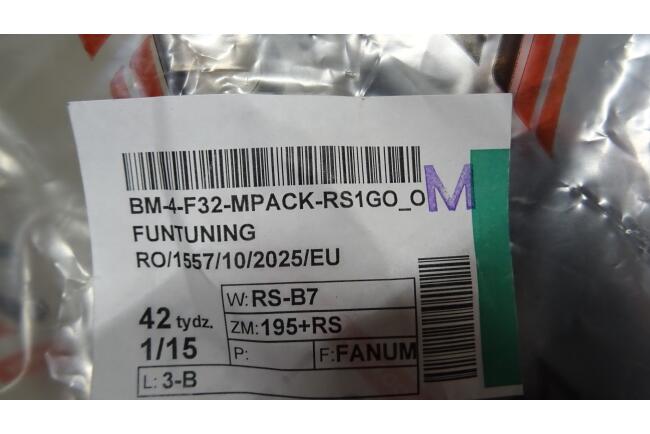 BM-4-F32-MPACK-RS1GO_O
M
FUNTUNING
RO/1557/10/2025/EU
42 tydz.
1/15
W: RS-B7
ZM: 195+RS
P: F: FANUM
L: 3-B